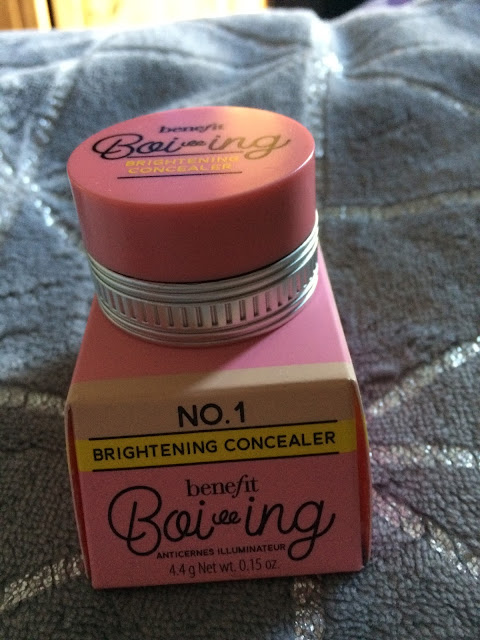 benefit
Boi-ing
BRIGHTENING
CONCEALER
NO.1
BRIGHTENING CONCEALER
benefit
Boi-ing
ANTICERNES ILLUMINATEUR
4.4 g Net wt. 0.15 oz.